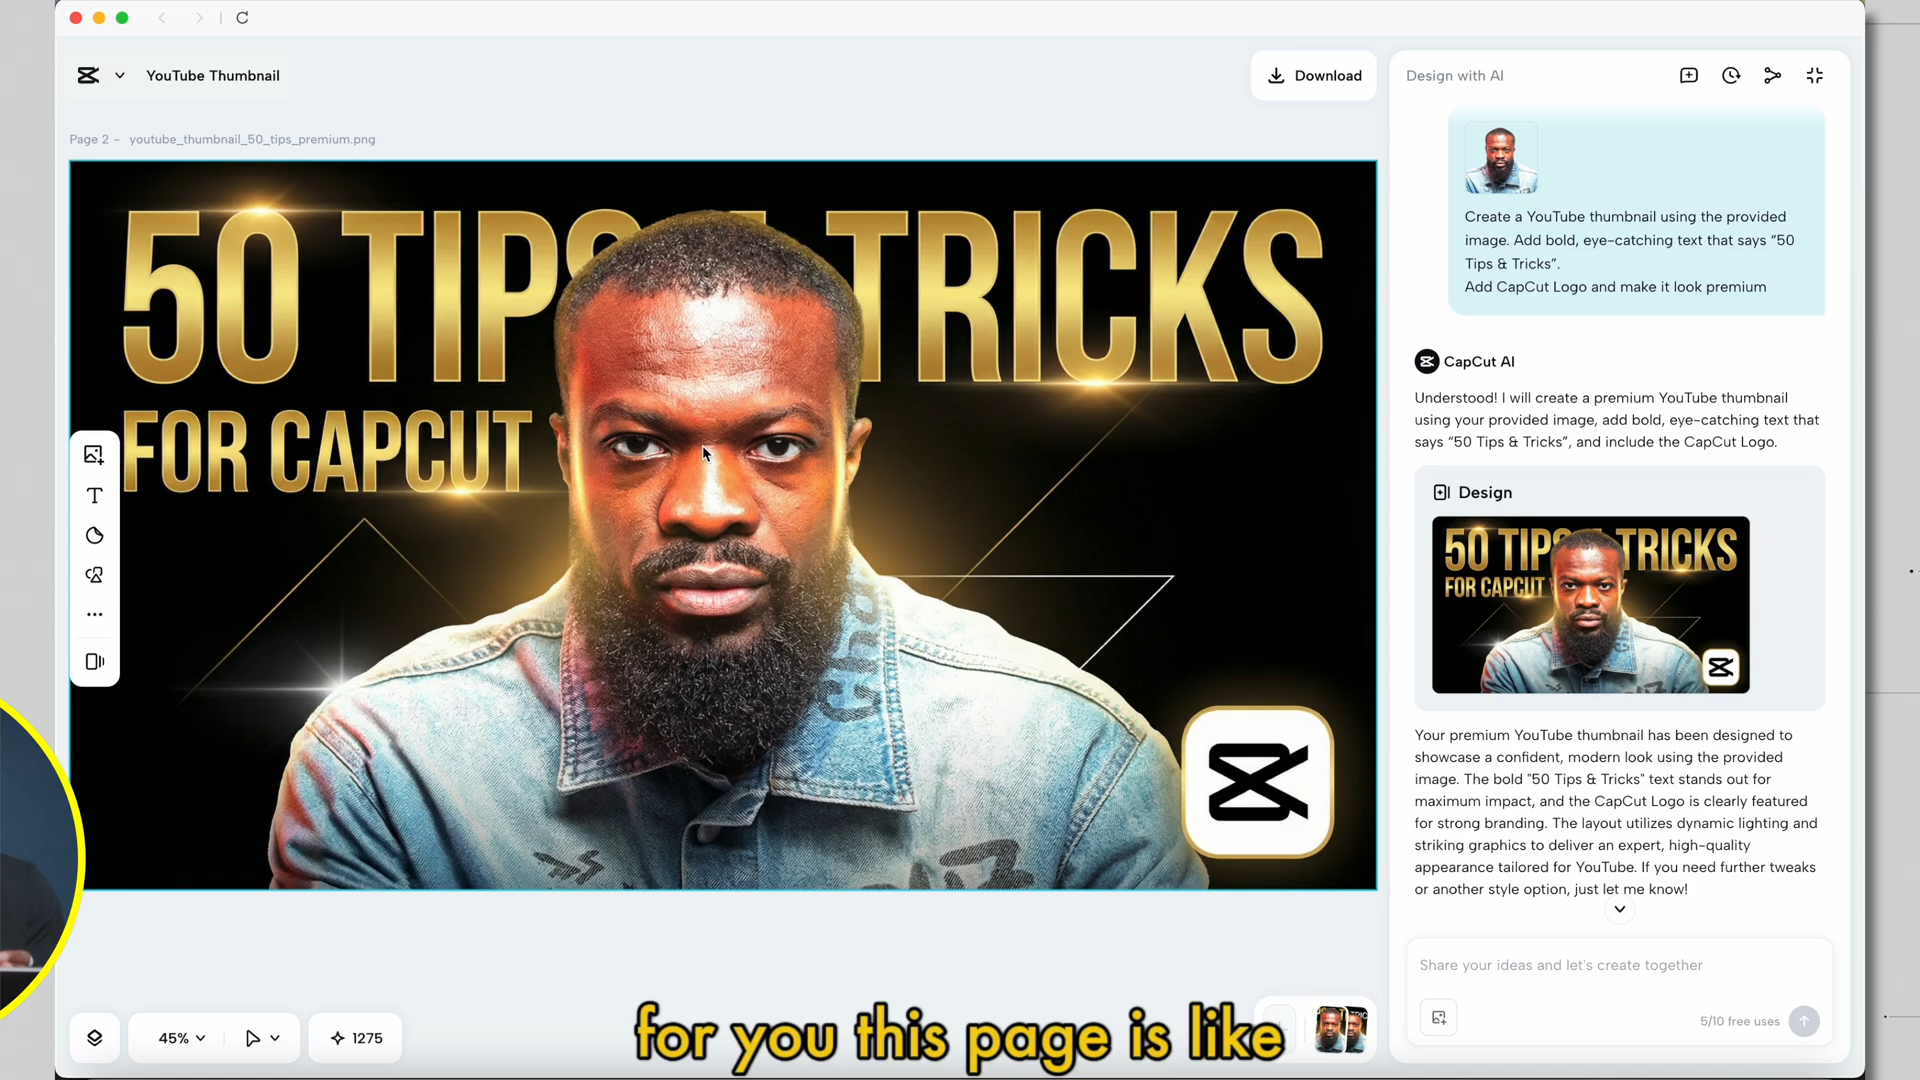 YouTube Thumbnail
Download
Design with AI
Page 2 - youtube_thumbnail_50_tips_premium.png
50 TIPS TRICKS
FOR CAPCUT
Create a YouTube thumbnail using the provided
image. Add bold, eye-catching text that says “50
Tips & Tricks”.
Add CapCut Logo and make it look premium
CapCut AI
Understood! I will create a premium YouTube thumbnail
using your provided image, add bold, eye-catching text that
says “50 Tips & Tricks”, and include the CapCut Logo.
Design
50 TIPS TRICKS
FOR CAPCUT
Your premium YouTube thumbnail has been designed to
showcase a confident, modern look using the provided
image. The bold "50 Tips & Tricks" text stands out for
maximum impact, and the CapCut Logo is clearly featured
for strong branding. The layout utilizes dynamic lighting and
striking graphics to deliver an expert, high-quality
appearance tailored for YouTube. If you need further tweaks
or another style option, just let me know!
Share your ideas and let's create together
5/10 free uses
45%
1275
for you this page is like